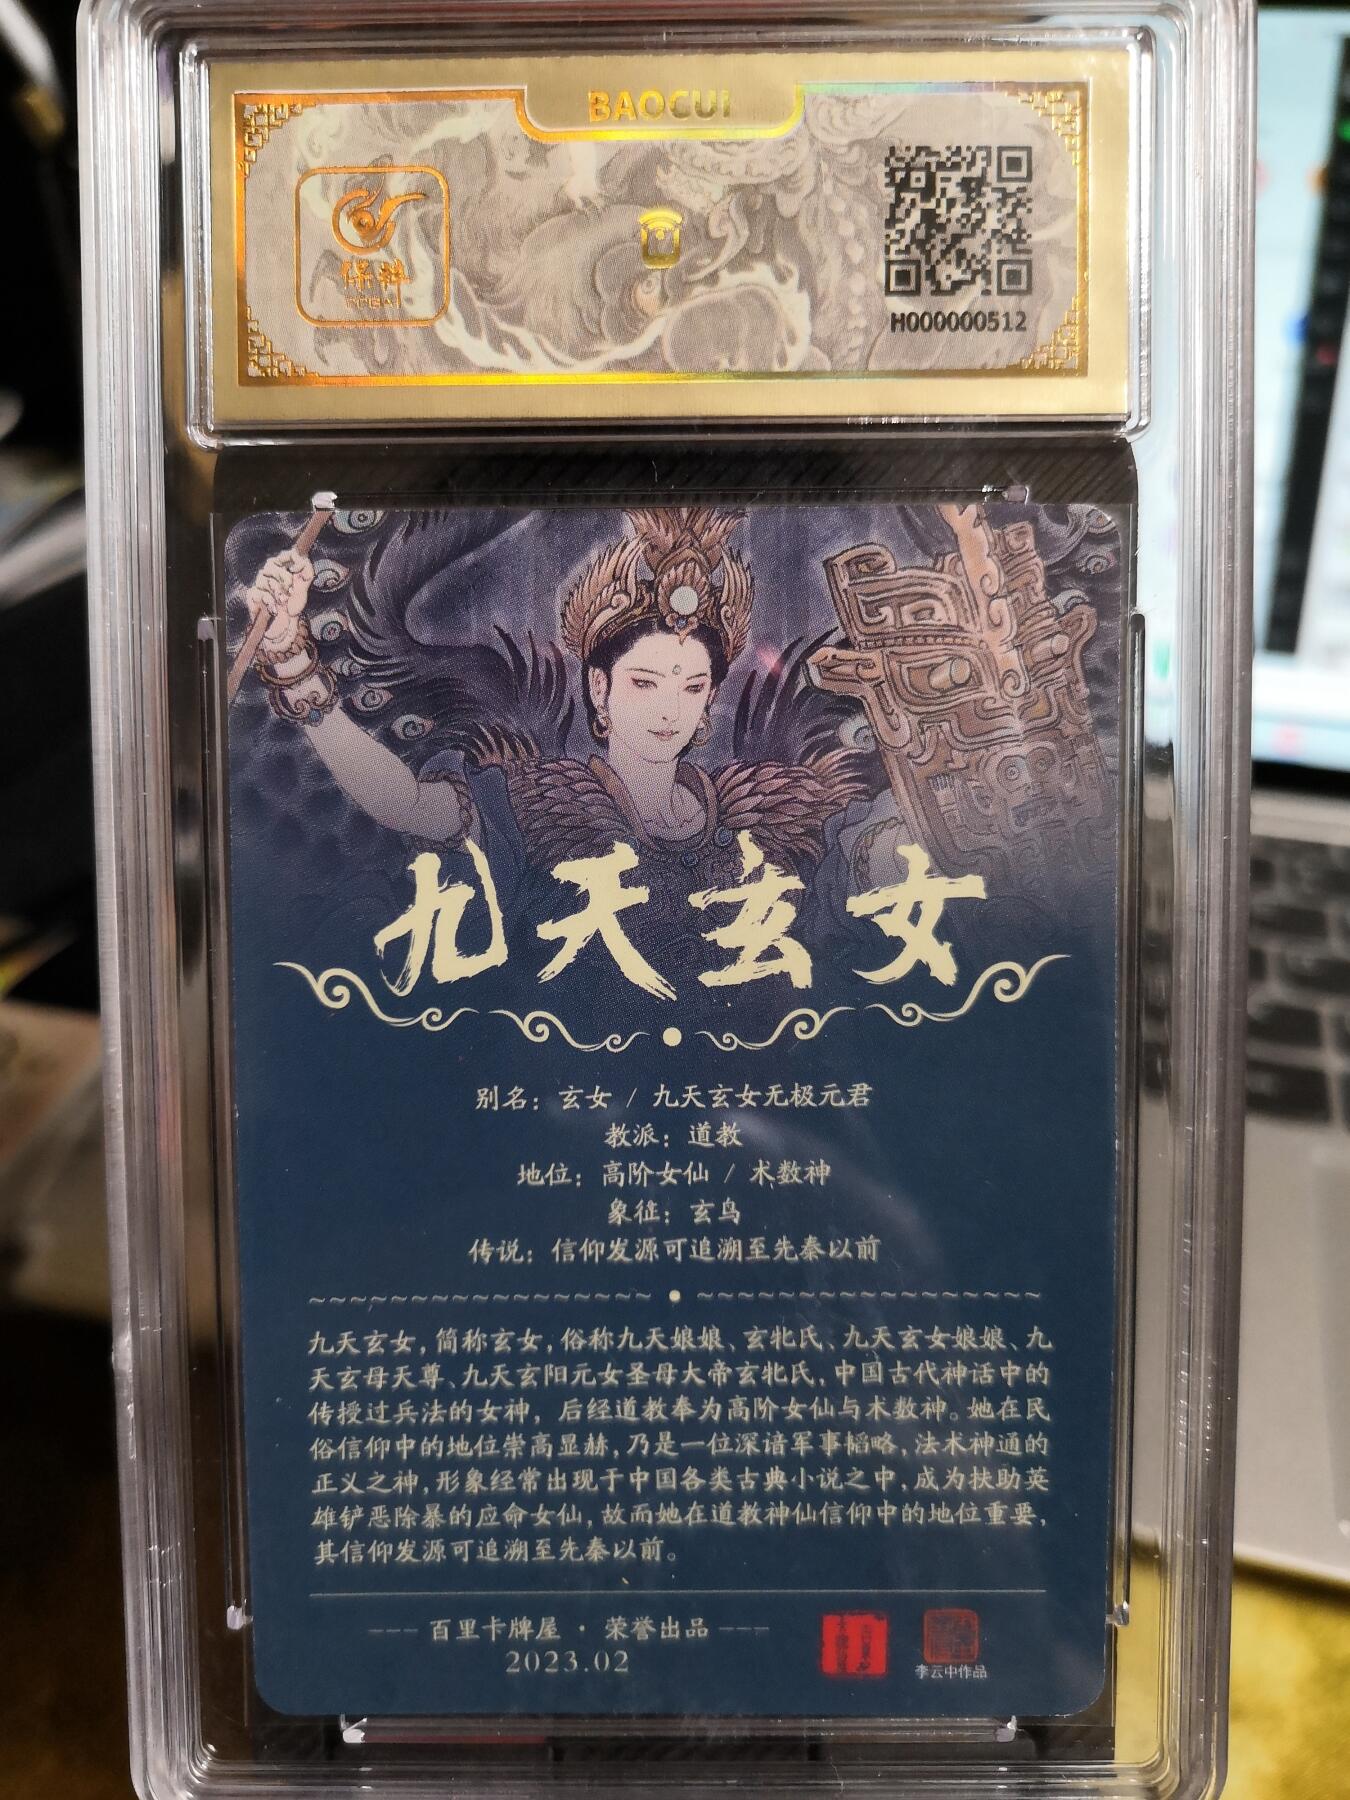 BAOCUI
保粹
H000000512
九天玄女
别名：玄女 / 九天玄女无极元君
教派：道教
地位：高阶女仙 / 术数神
象征：玄鸟
传说：信仰发源可追溯至先秦以前
九天玄女，简称玄女，俗称九天娘娘、玄牝氏、九天玄女娘娘、九
天玄母天尊、九天玄阳元女圣母大帝玄牝氏，中国古代神话中的
传授过兵法的女神，后经道教奉为高阶女仙与术数神。她在民
俗信仰中的地位崇高显赫，乃是一位深谙军事韬略，法术神通的
正义之神，形象经常出现于中国各类古典小说之中，成为扶助英
雄铲恶除暴的应命女仙，故而她在道教神仙信仰中的地位重要，
其信仰发源可追溯至先秦以前。
--- 百里卡牌屋 · 荣誉出品 ---
2023.02
李云中作品